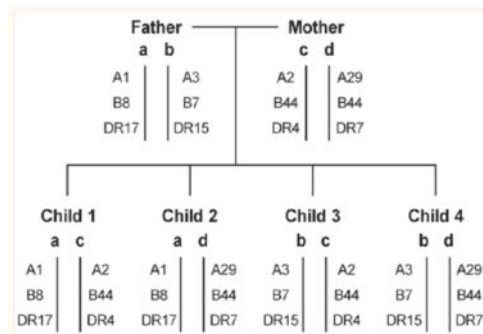 Father Mother
a b c d
A1 A3 A2 A29
B8 B7 B44 B44
DR17 DR15 DR4 DR7
Child 1 Child 2 Child 3 Child 4
a c a d b c b d
A1 A2 A1 A29 A3 A2 A3 A29
B8 B44 B8 B44 B7 B44 B7 B44
DR17 DR4 DR17 DR7 DR15 DR4 DR15 DR7